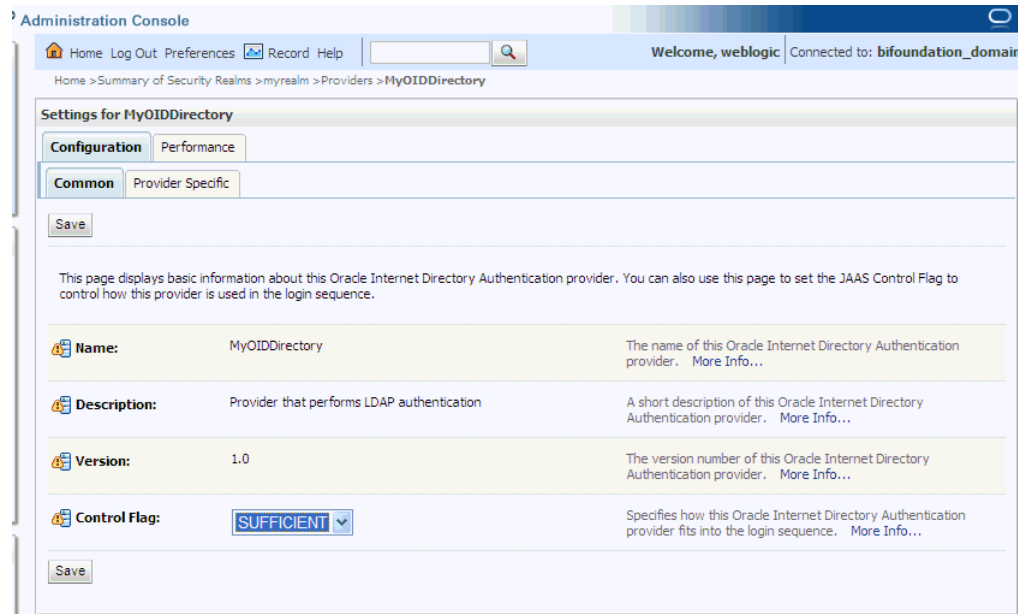 Administration Console
Home Log Out Preferences Record Help
Welcome, weblogic Connected to: bifoundation_domain
Home >Summary of Security Realms >myrealm >Providers >MyOIDDirectory
Settings for MyOIDDirectory
Configuration Performance
Common Provider Specific
Save
This page displays basic information about this Oracle Internet Directory Authentication provider. You can also use this page to set the JAAS Control Flag to
control how this provider is used in the login sequence.
Name: MyOIDDirectory The name of this Oracle Internet Directory Authentication
provider. More Info...
Description: Provider that performs LDAP authentication A short description of this Oracle Internet Directory
Authentication provider. More Info...
Version: 1.0 The version number of this Oracle Internet Directory
Authentication provider. More Info...
Control Flag: SUFFICIENT Specifies how this Oracle Internet Directory Authentication
provider fits into the login sequence. More Info...
Save